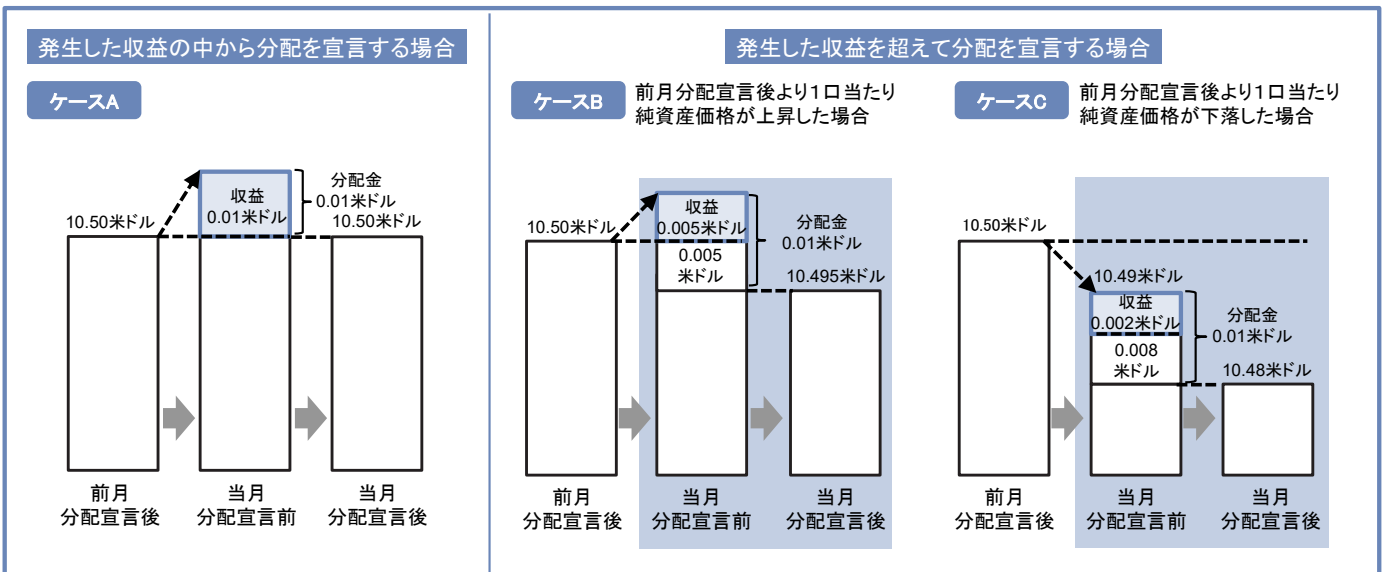 発生した収益の中から分配を宣言する場合
ケースA
収益
0.01米ドル
分配金
0.01米ドル
10.50米ドル
10.50米ドル
前月
分配宣言後
当月
分配宣言前
当月
分配宣言後
発生した収益を超えて分配を宣言する場合
ケースB
前月分配宣言後より1口当たり
純資産価格が上昇した場合
10.50米ドル
収益
0.005米ドル
0.005
米ドル
分配金
0.01米ドル
10.495米ドル
前月
分配宣言後
当月
分配宣言前
当月
分配宣言後
ケースC
前月分配宣言後より1口当たり
純資産価格が下落した場合
10.50米ドル
10.49米ドル
収益
0.002米ドル
0.008
米ドル
分配金
0.01米ドル
10.48米ドル
前月
分配宣言後
当月
分配宣言前
当月
分配宣言後